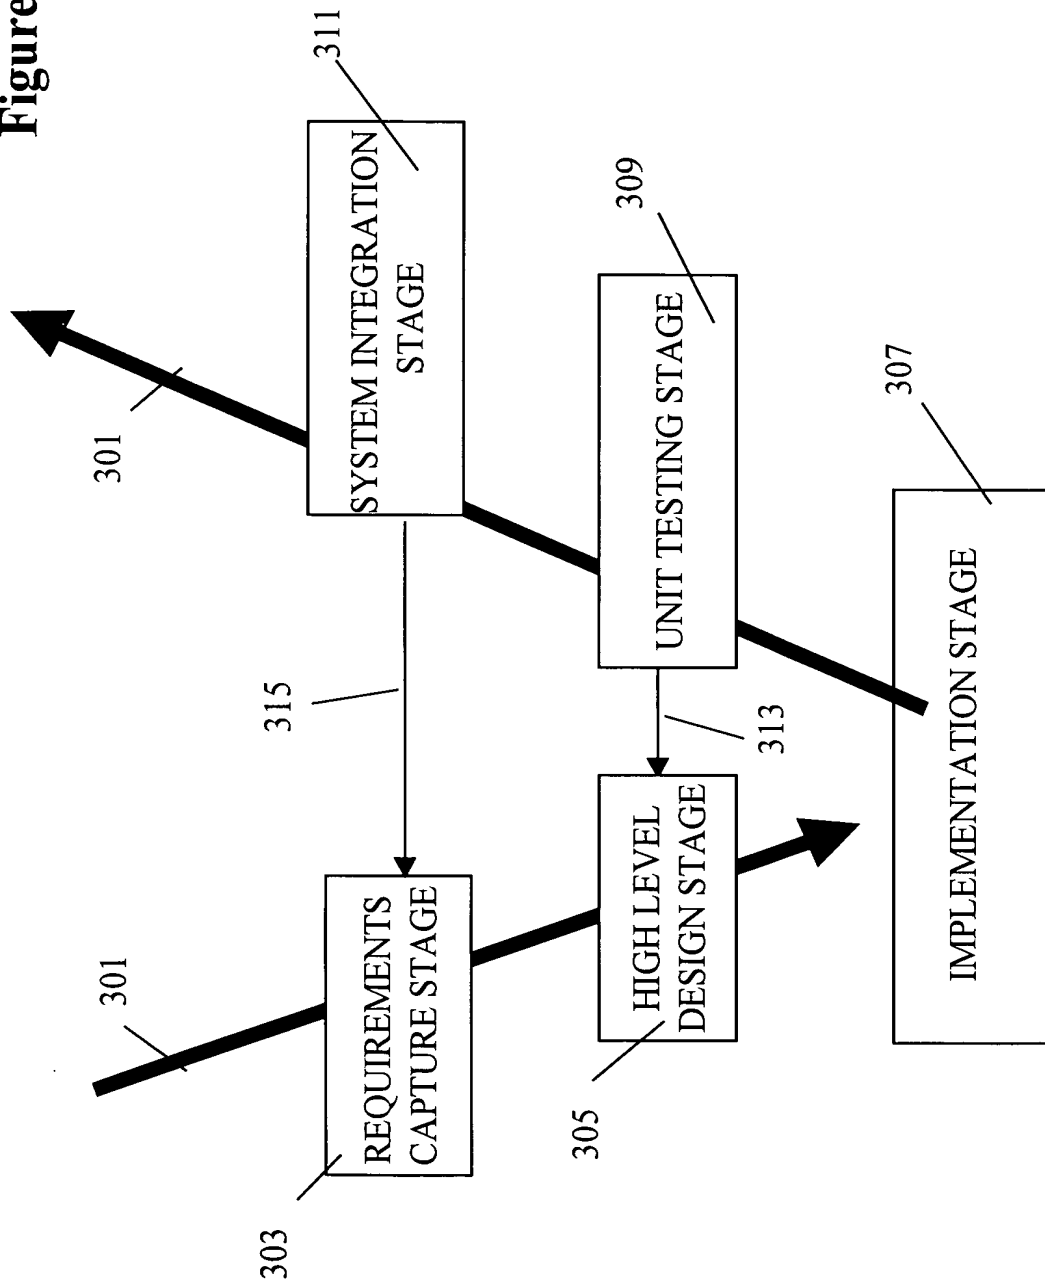 Figure
301
301
311
303
REQUIREMENTS
CAPTURE STAGE
315
SYSTEM INTEGRATION
STAGE
305
HIGH LEVEL
DESIGN STAGE
313
UNIT TESTING STAGE
309
IMPLEMENTATION STAGE
307